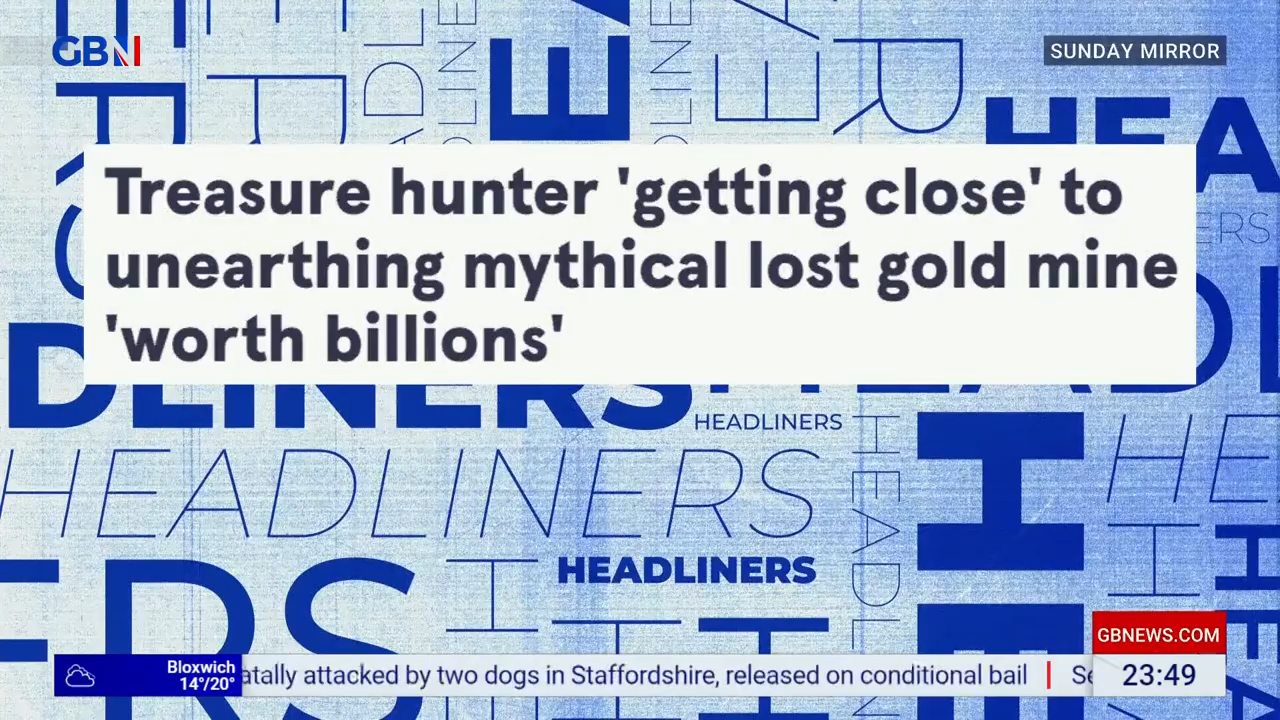 GBN
SUNDAY MIRROR
Treasure hunter 'getting close' to
unearthing mythical lost gold mine
'worth billions'
HEADLINERS
HEADLINERS
HEADLINERS
GBNEWS.COM
Bloxwich
14°/20°
attacked by two dogs in Staffordshire, released on conditional bail
23:49